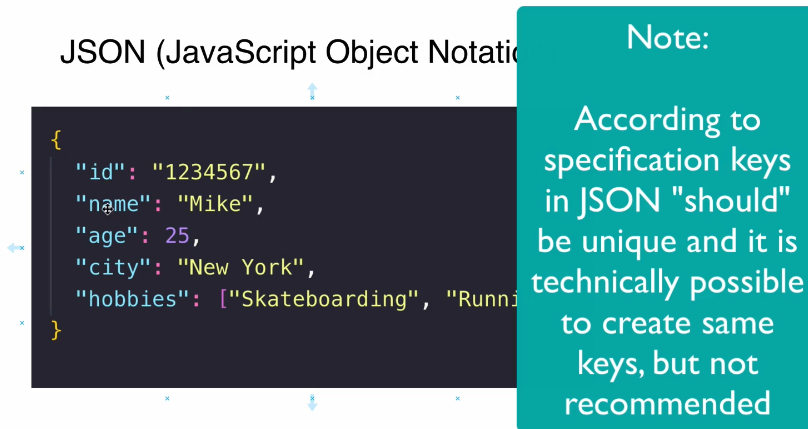 JSON (JavaScript Object Notatio
{
"id": "1234567",
"name": "Mike",
"age": 25,
"city": "New York",
"hobbies": ["Skateboarding", "Runni
}
Note:
According to
specification keys
in JSON "should"
be unique and it is
technically possible
to create same
keys, but not
recommended